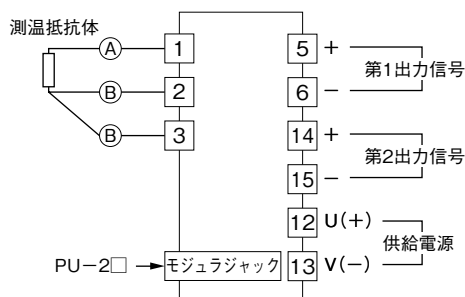 測温抵抗体
A 1
B 2
B 3
5 +
第1出力信号
6 −
14 +
第2出力信号
15 −
12 U(+)
供給電源
13 V(−)
PU−2□
モジュラジャック